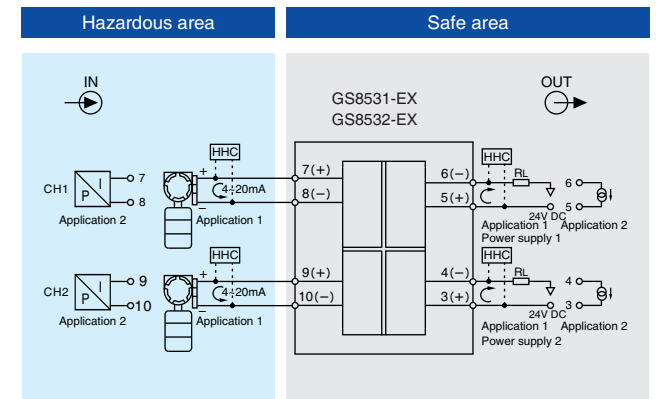 Hazardous area
Safe area
IN
OUT
GS8531-EX
GS8532-EX
HHC
HHC
CH1
I
P
7
8
+
−
4÷20mA
7(+)
8(−)
6(−)
5(+)
RL
24V DC
6
5
Application 2
Application 1
Application 1
Power supply 1
Application 2
HHC
HHC
CH2
I
P
9
10
+
−
4÷20mA
9(+)
10(−)
4(−)
3(+)
RL
24V DC
4
3
Application 2
Application 1
Application 1
Power supply 2
Application 2